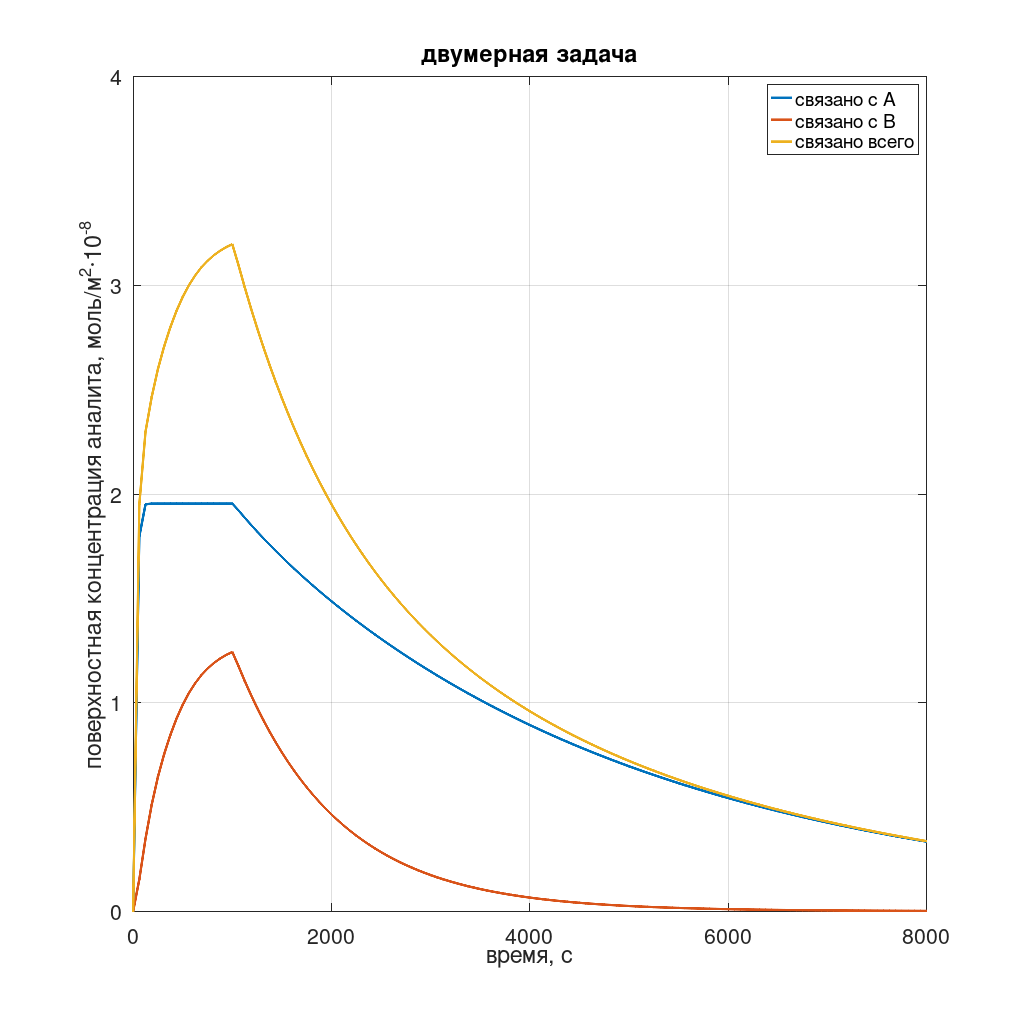 двумерная задача
4
связано с A
связано с B
связано всего
поверхностная концентрация аналита, моль/м²·10⁻⁸
3
2
1
0
0 2000 4000 6000 8000
время, с